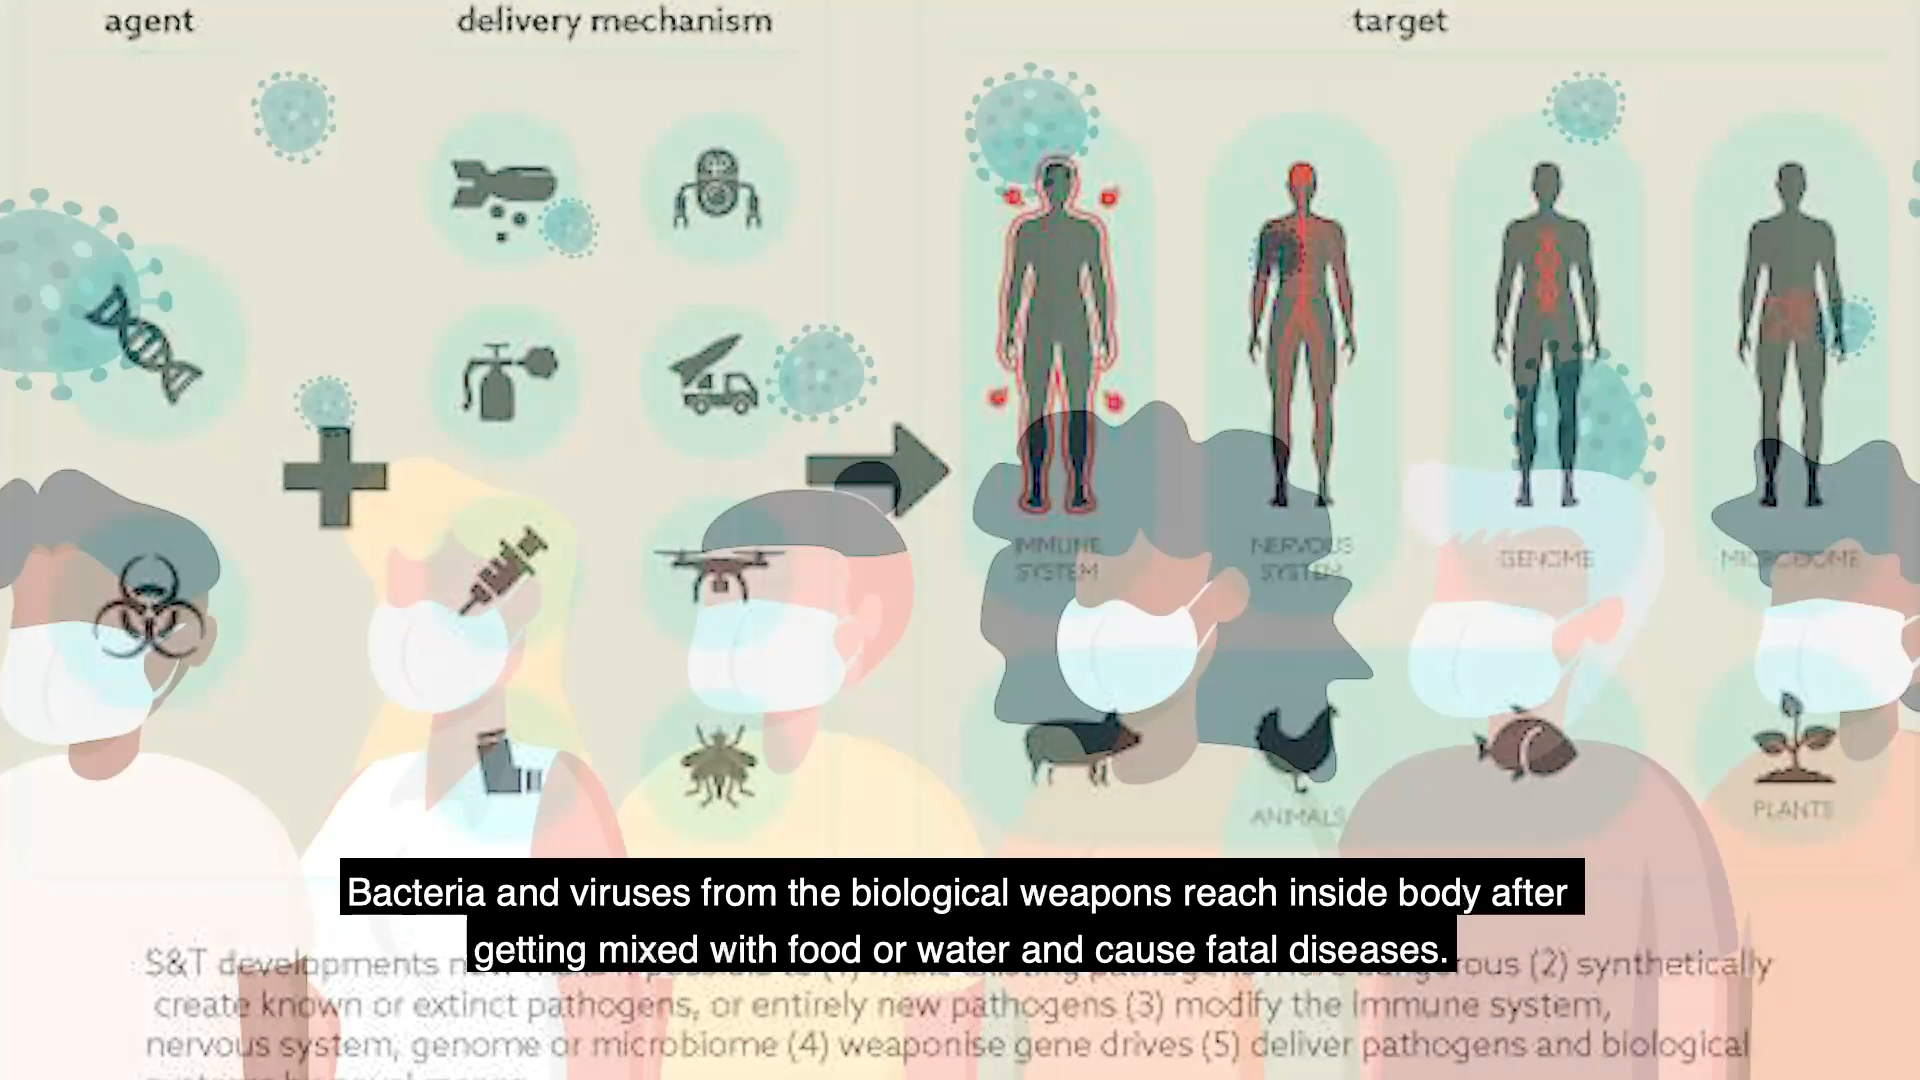 agent
delivery mechanism
target
IMMUNE
SYSTEM
NERVOUS
SYSTEM
GENOME
MICROBIOME
ANIMALS
PLANTS
Bacteria and viruses from the biological weapons reach inside body after
getting mixed with food or water and cause fatal diseases.
S&T developments (2) synthetically
create known or extinct pathogens, or entirely new pathogens (3) modify the immune system,
nervous system, genome or microbiome (4) weaponise gene drives (5) deliver pathogens and biological